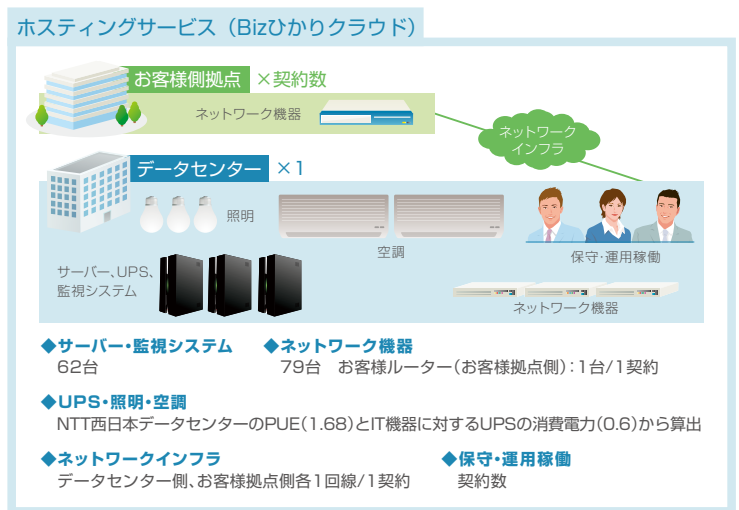 ホスティングサービス（Bizひかりクラウド）
お客様側拠点 ×契約数
ネットワーク機器
ネットワーク
インフラ
データセンター ×1
照明
空調
保守・運用稼働
サーバー、UPS、
監視システム
ネットワーク機器
◆サーバー・監視システム
62台
◆ネットワーク機器
79台　お客様ルーター（お客様拠点側）：1台/1契約
◆UPS・照明・空調
NTT西日本データセンターのPUE（1.68）とIT機器に対するUPSの消費電力（0.6）から算出
◆ネットワークインフラ
データセンター側、お客様拠点側各1回線/1契約
◆保守・運用稼働
契約数